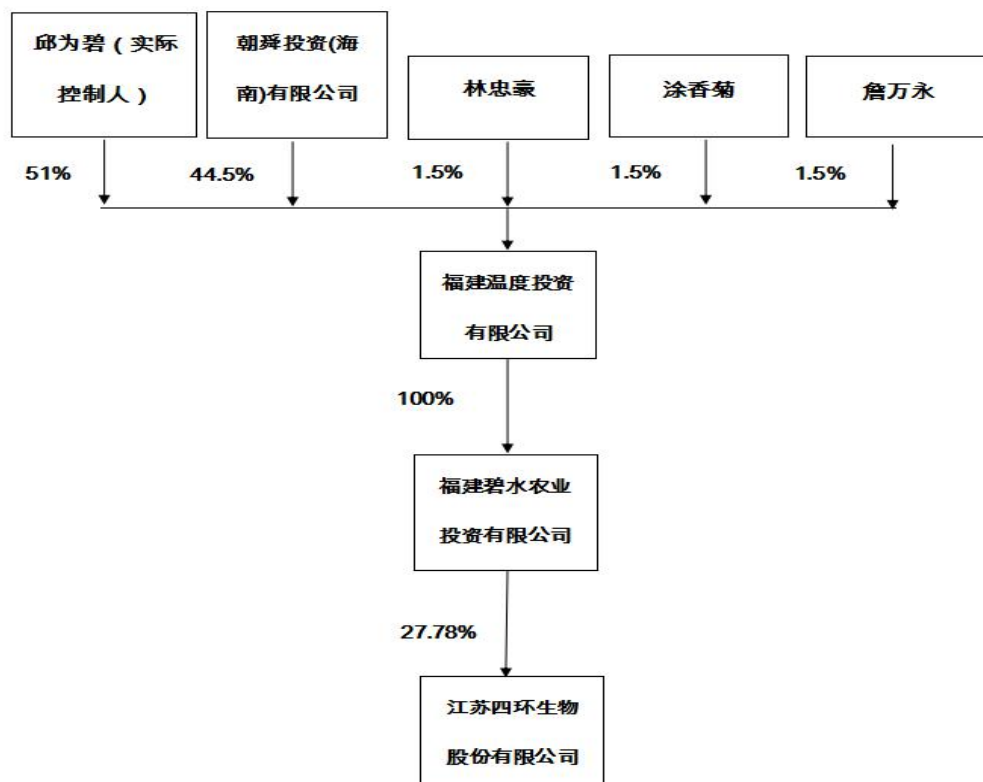 邱为碧（实际
控制人）
朝舜投资(海
南)有限公司
林忠豪
涂香菊
詹万永
51%
44.5%
1.5%
1.5%
1.5%
福建温度投资
有限公司
100%
福建碧水农业
投资有限公司
27.78%
江苏四环生物
股份有限公司